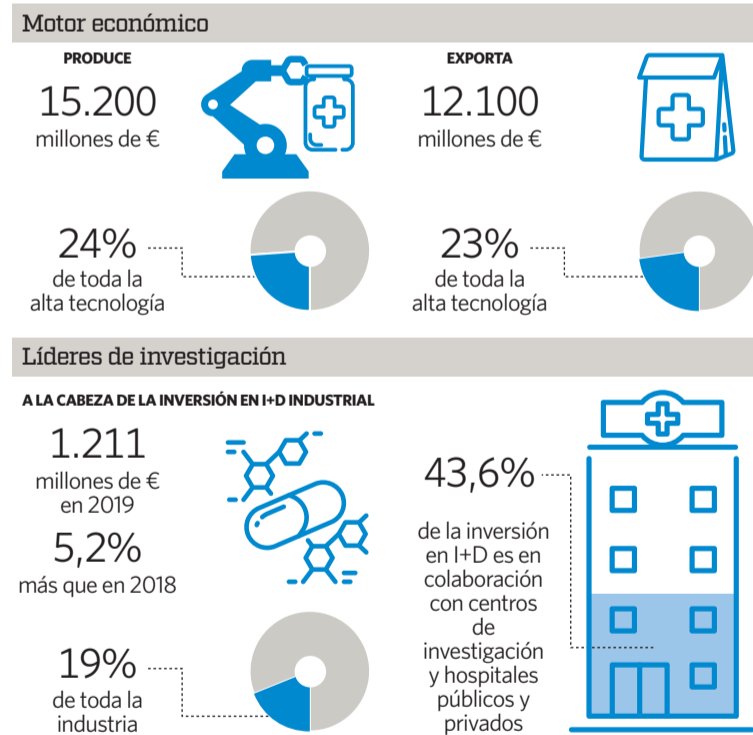 Motor económico
PRODUCE
15.200
millones de €
24%
de toda la
alta tecnología
EXPORTA
12.100
millones de €
23%
de toda la
alta tecnología
Líderes de investigación
A LA CABEZA DE LA INVERSIÓN EN I+D INDUSTRIAL
1.211
millones de €
en 2019
5,2%
más que en 2018
19%
de toda la
industria
43,6%
de la inversión
en I+D es en
colaboración
con centros
de
investigación
y hospitales
públicos y
privados